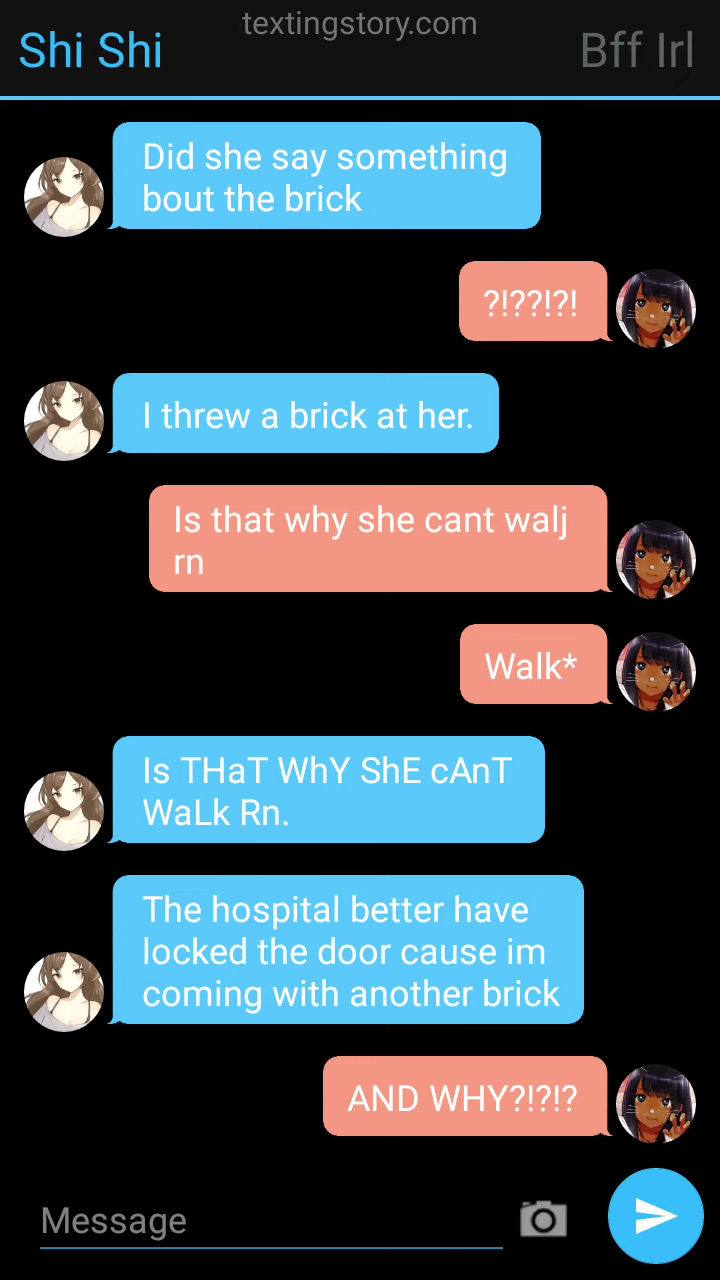 textingstory.com
Shi Shi
Bff Irl
Did she say something
bout the brick
?!??!?!
I threw a brick at her.
Is that why she cant walj
rn
Walk*
Is THaT WhY ShE cAnT
WaLk Rn.
The hospital better have
locked the door cause im
coming with another brick
AND WHY?!?!?
Message